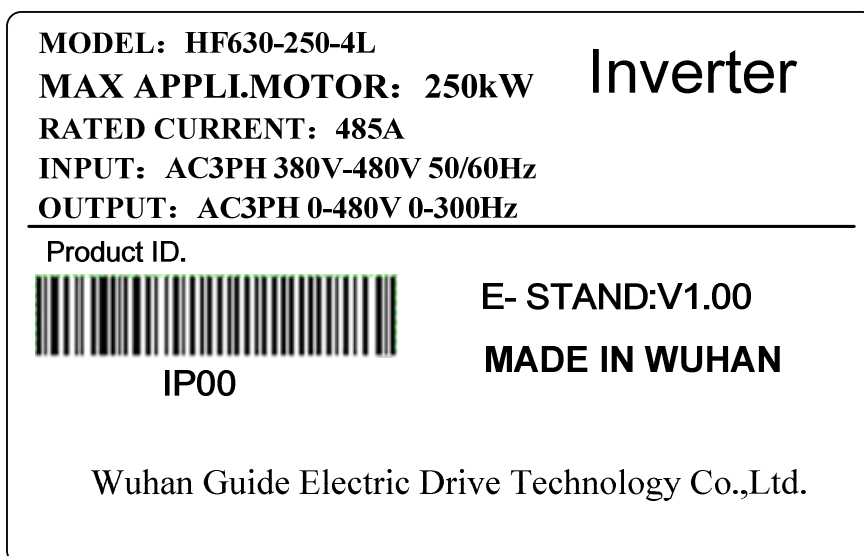 MODEL：HF630-250-4L
Inverter
MAX APPLI.MOTOR：250kW
RATED CURRENT：485A
INPUT：AC3PH 380V-480V 50/60Hz
OUTPUT：AC3PH 0-480V 0-300Hz
Product ID.
E- STAND:V1.00
MADE IN WUHAN
IP00
Wuhan Guide Electric Drive Technology Co.,Ltd.